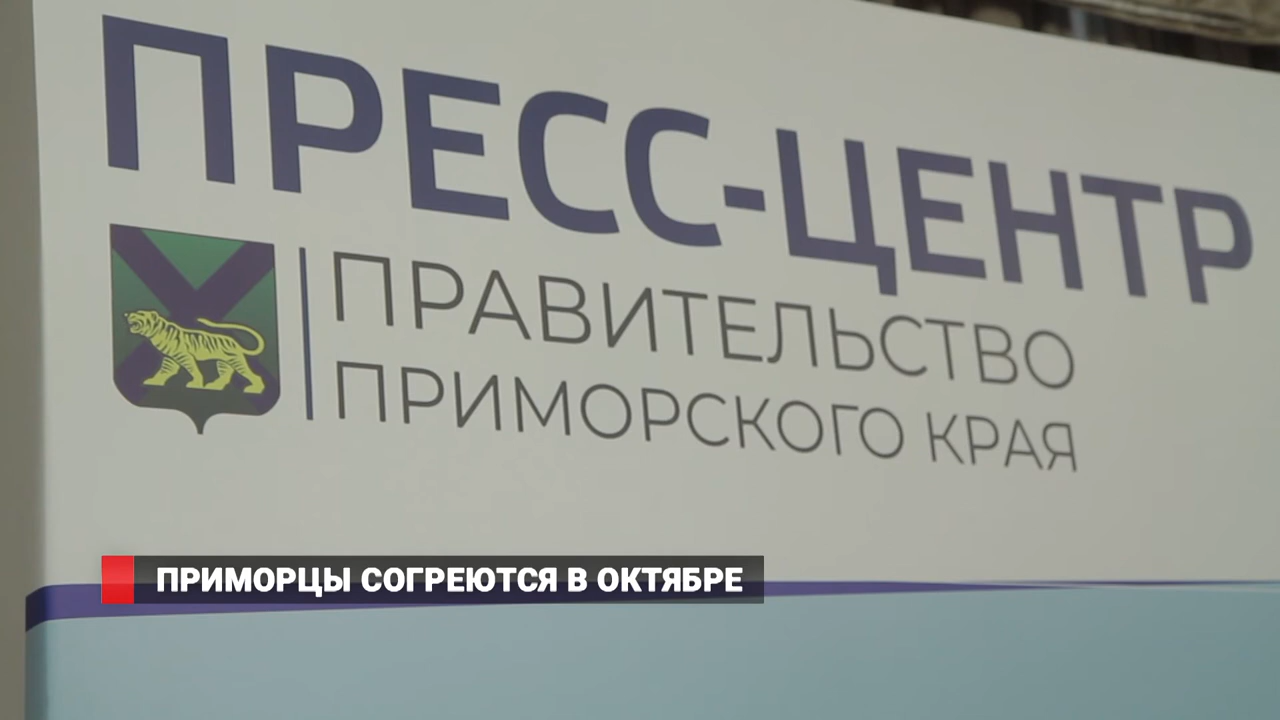 ПРЕСС-ЦЕНТР
ПРАВИТЕЛЬСТВО
ПРИМОРСКОГО КРАЯ
ПРИМОРЦЫ СОГРЕЮТСЯ В ОКТЯБРЕ